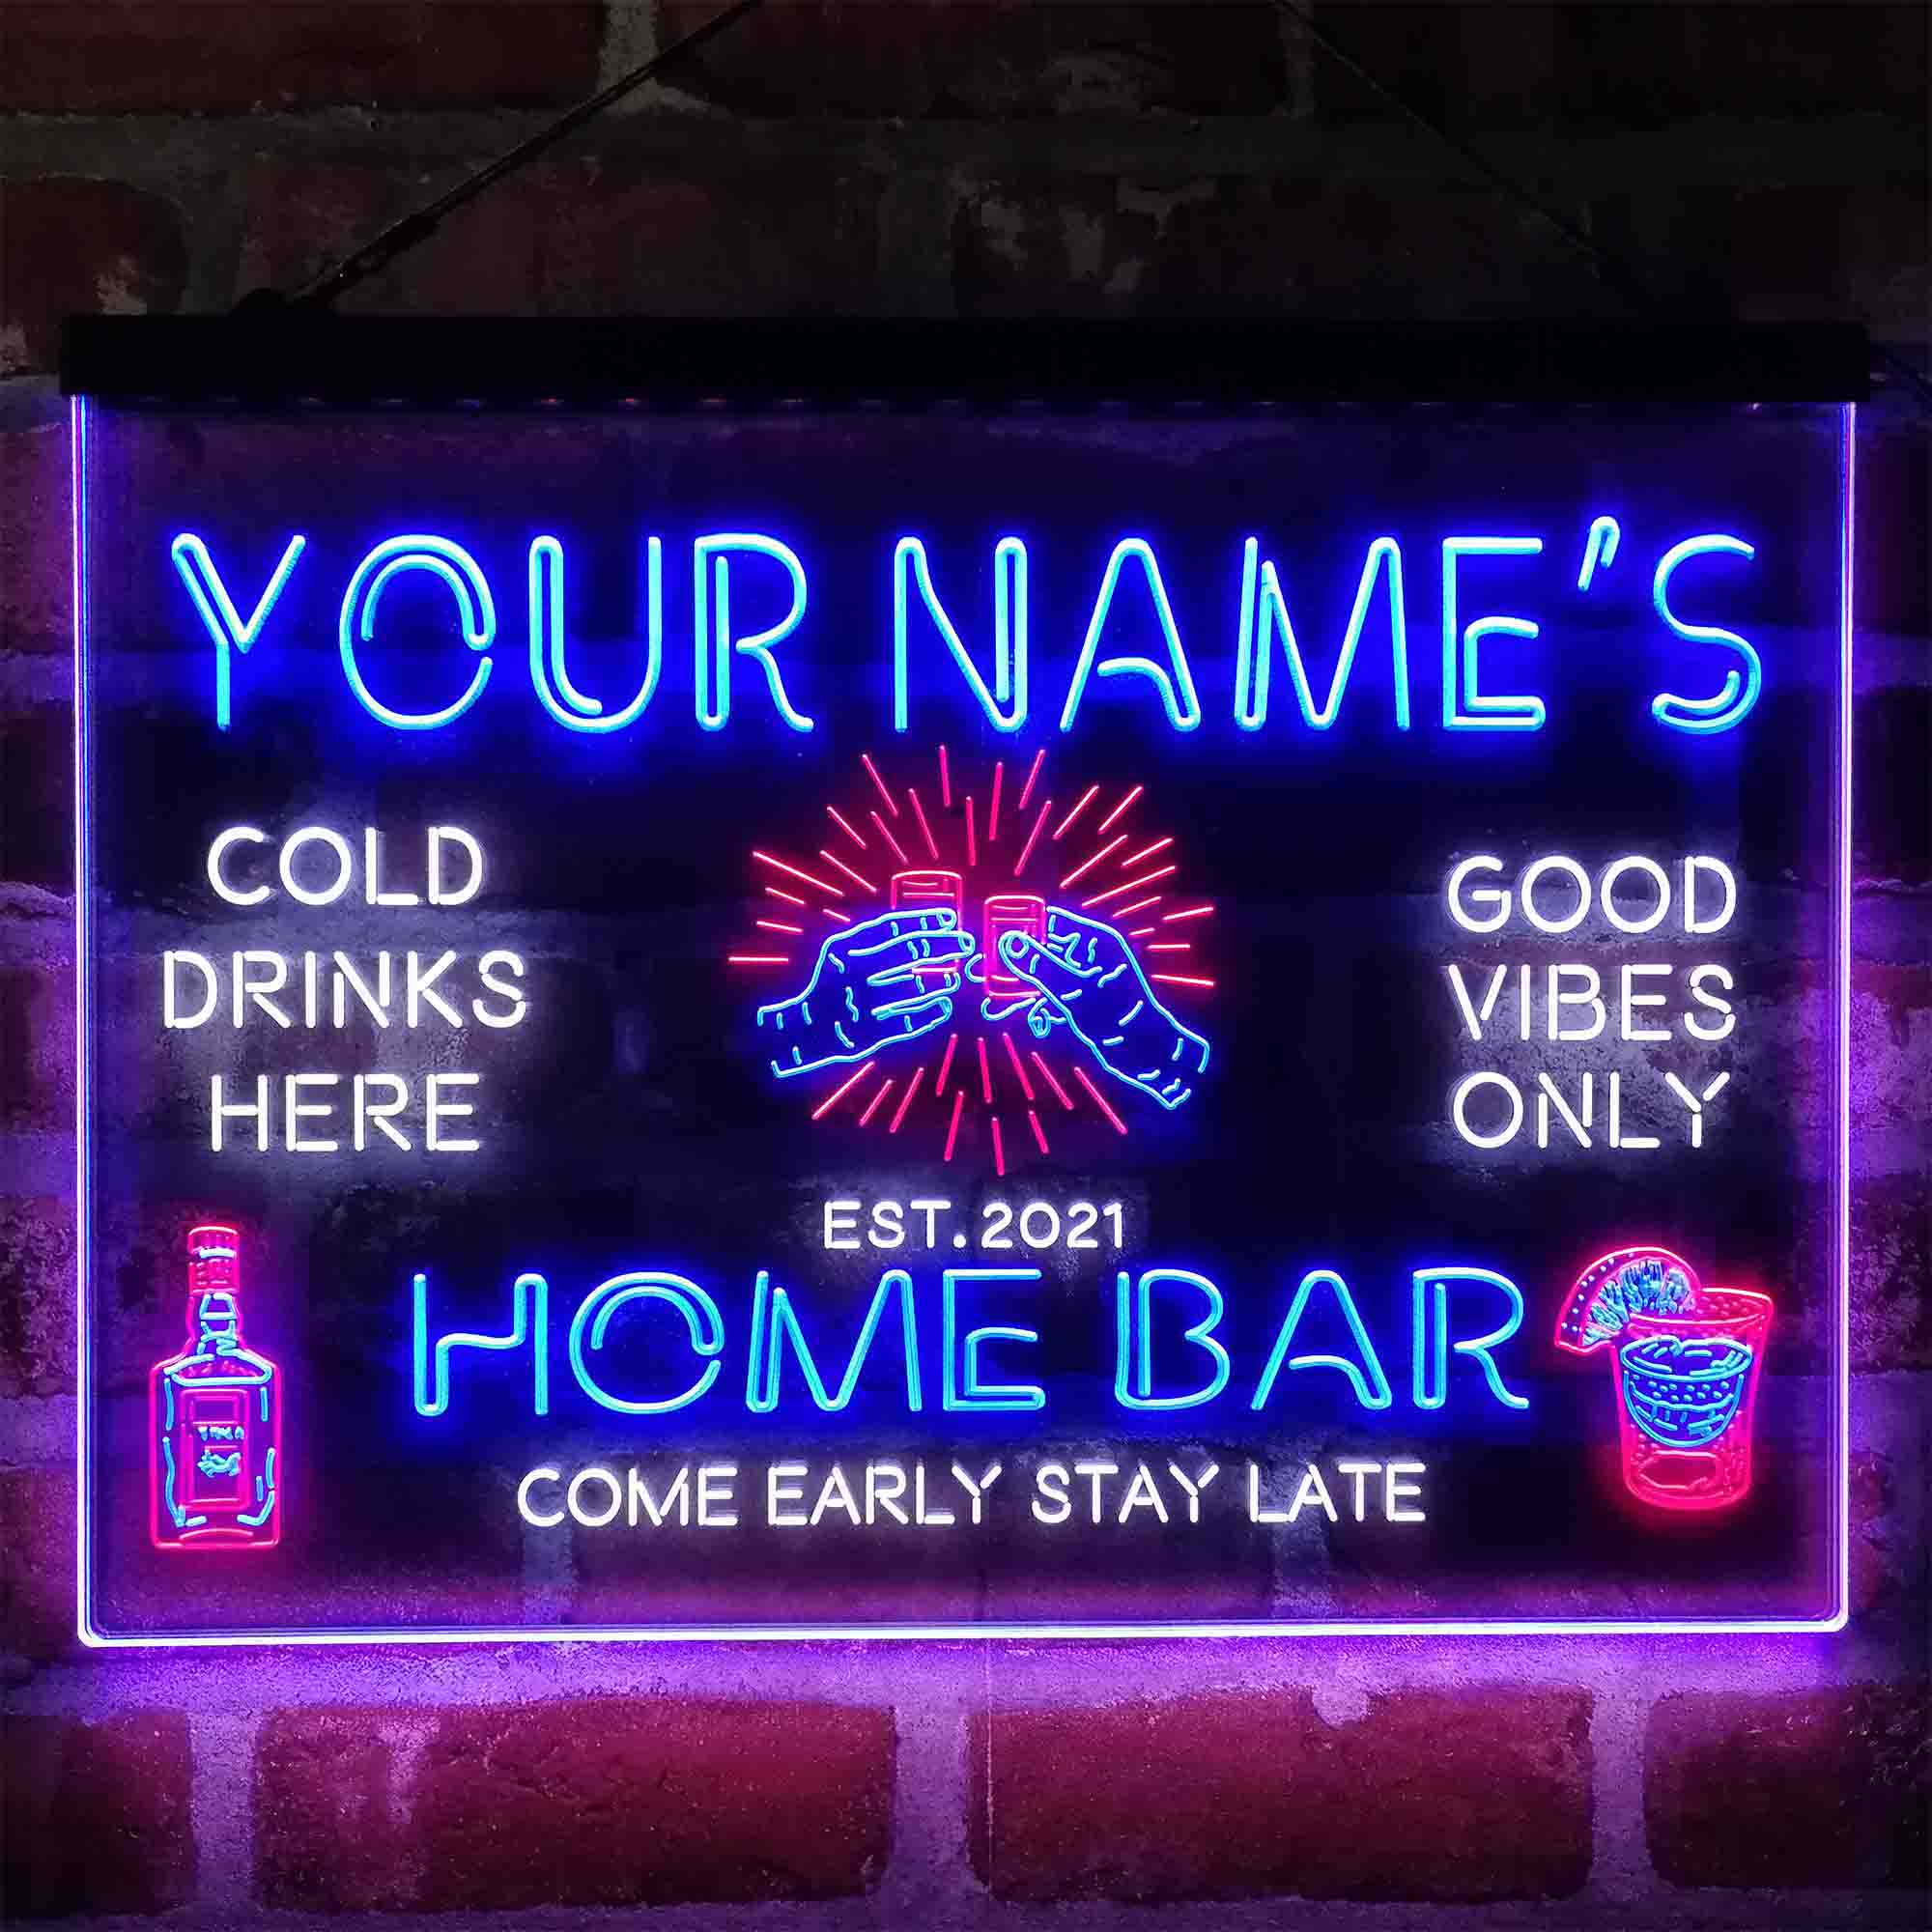 YOUR NAME'S
COLD
DRINKS
HERE
GOOD
VIBES
ONLY
EST. 2021
HOME BAR
COME EARLY STAY LATE